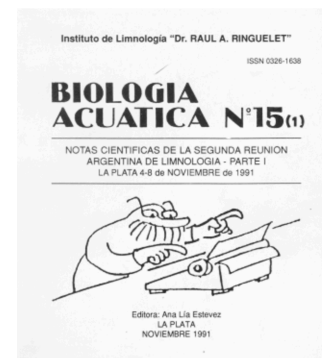 Instituto de Limnología "Dr. RAUL A. RINGUELET"
ISSN 0326-1638
BIOLOGIA
ACUATICA Nº15(1)
NOTAS CIENTIFICAS DE LA SEGUNDA REUNION
ARGENTINA DE LIMNOLOGIA - PARTE I
LA PLATA 4-8 de NOVIEMBRE de 1991
Editora: Ana Lía Estevez
LA PLATA
NOVIEMBRE 1991